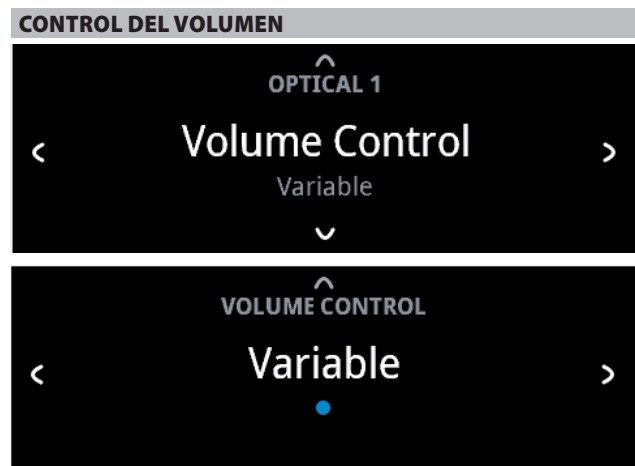 CONTROL DEL VOLUMEN
OPTICAL 1
Volume Control
Variable
VOLUME CONTROL
Variable